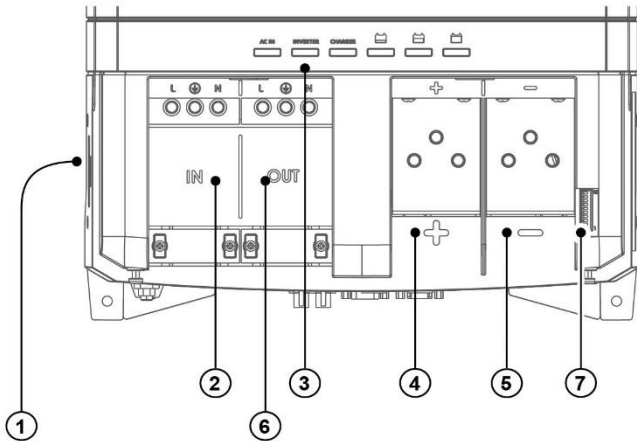 AC IN INVERTER CHARGER
L N L N + -
IN OUT
+ -
2 6 3 4 5 7
1